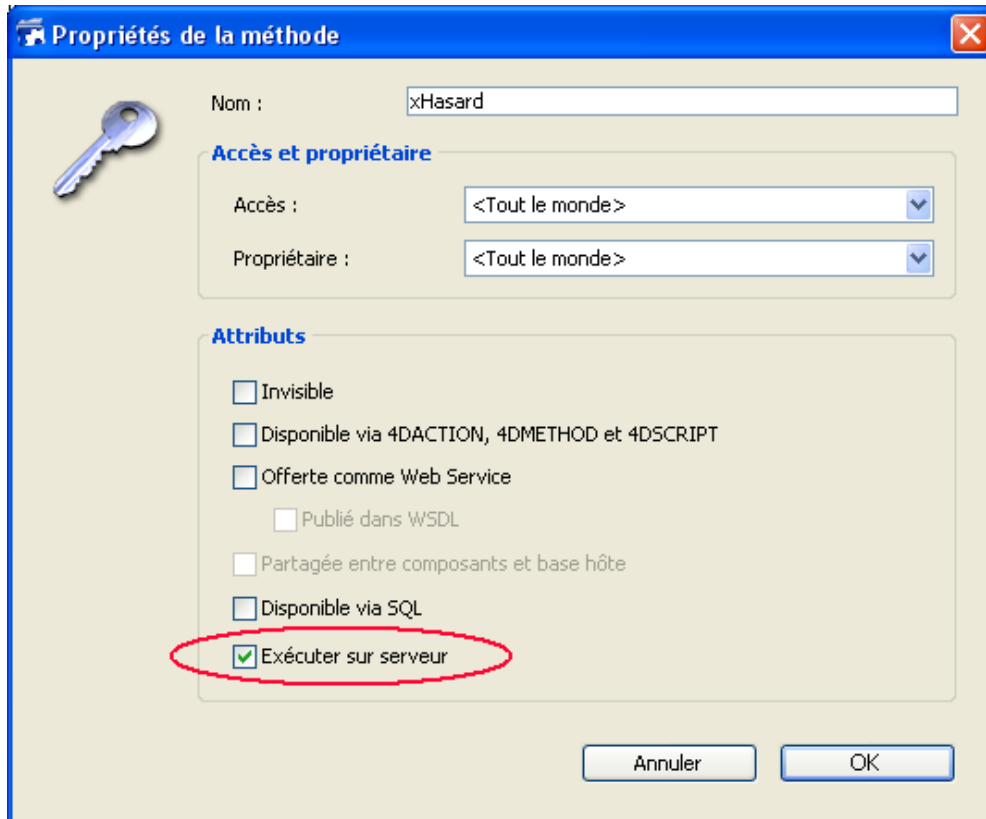 Propriétés de la méthode
Nom : xHasard
Accès et propriétaire
Accès : <Tout le monde>
Propriétaire : <Tout le monde>
Attributs
Invisible
Disponible via 4DACTION, 4DMETHOD et 4DSCRIPT
Offerte comme Web Service
Publié dans WSDL
Partagée entre composants et base hôte
Disponible via SQL
Exécuter sur serveur
Annuler OK